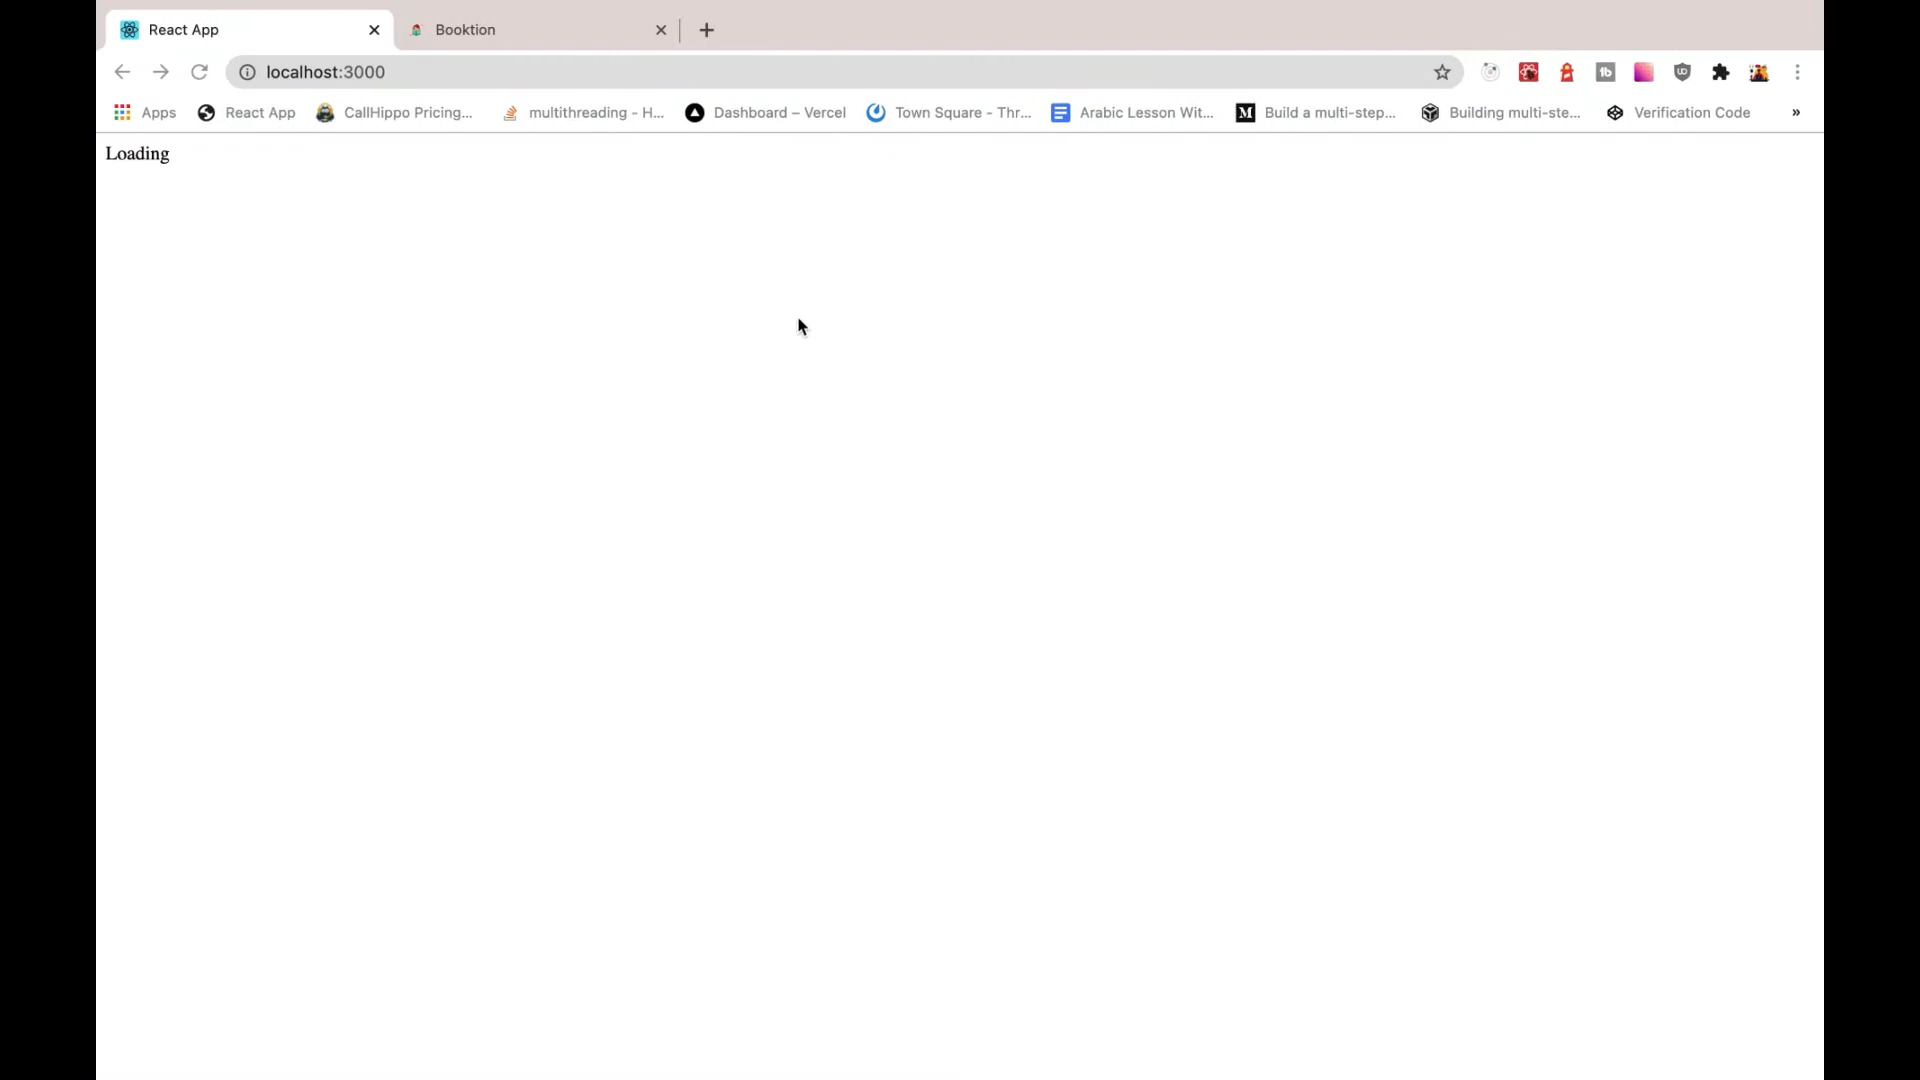 React App
Booktion
localhost:3000
Apps
React App
CallHippo Pricing...
multithreading - H...
Dashboard – Vercel
Town Square - Thr...
Arabic Lesson Wit...
Build a multi-step...
Building multi-ste...
Verification Code
»
Loading